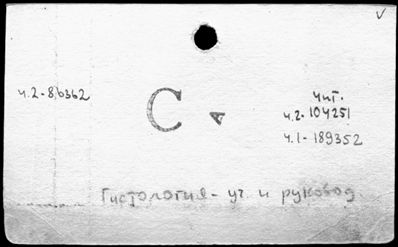 ч.2-86362
С
чит.
ч.2-104251
ч.1-189352
Гистология - уч. и руковод